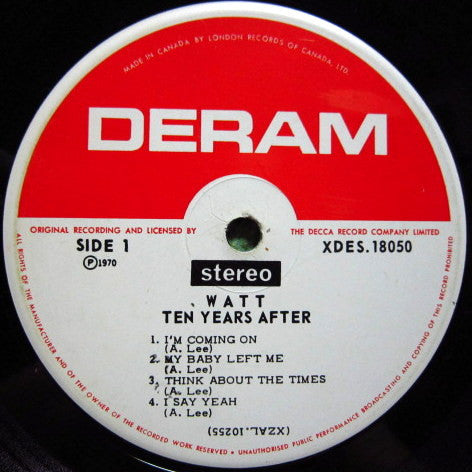 MADE IN CANADA BY LONDON RECORDS OF CANADA, LTD.
DERAM
ORIGINAL RECORDING AND LICENSED BY
THE DECCA RECORD COMPANY LIMITED
SIDE 1
XDES. 18050
℗1970
stereo
WATT
TEN YEARS AFTER
1. I'M COMING ON
(A. Lee)
2. MY BABY LEFT ME
(A. Lee)
3. THINK ABOUT THE TIMES
(A. Lee)
4. I SAY YEAH
(A. Lee)
(XZAL.10255)
ALL RIGHTS OF THE MANUFACTURER AND OF THE OWNER OF THE RECORDED WORK RESERVED • UNAUTHORISED PUBLIC PERFORMANCE BROADCASTING AND COPYING OF THIS RECORD PROHIBITED